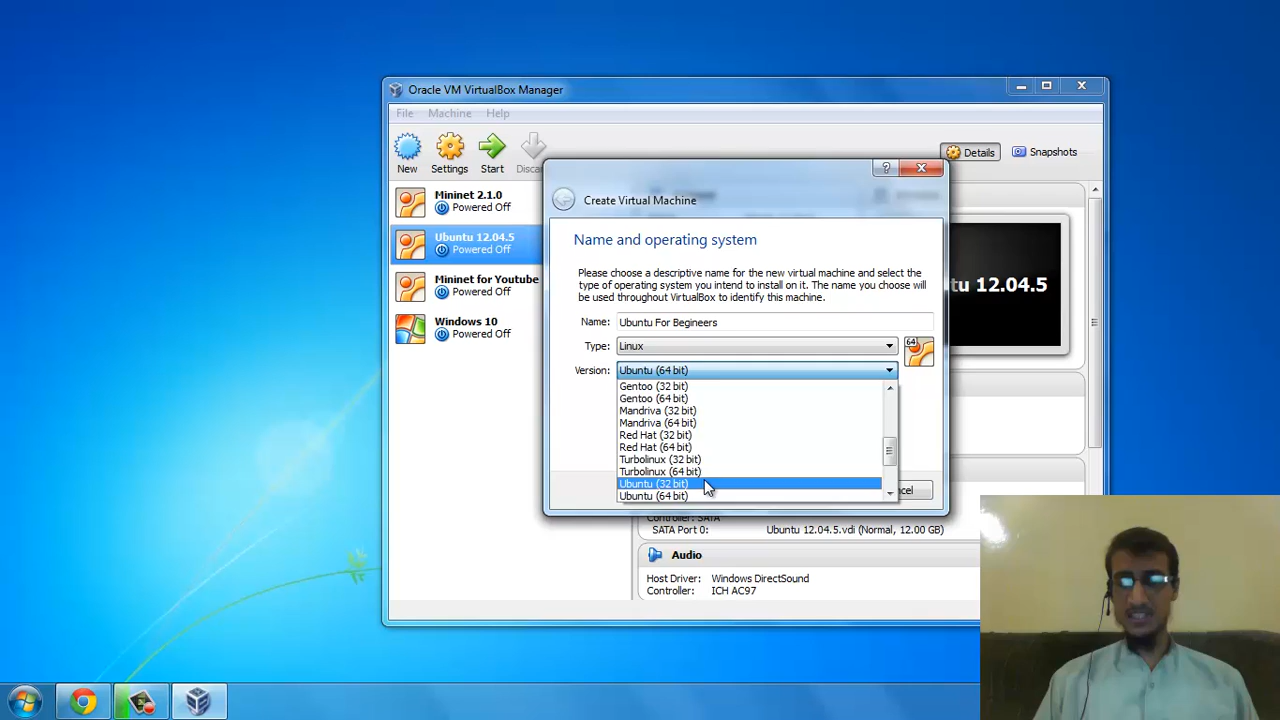 Oracle VM VirtualBox Manager
File Machine Help
New Settings Start
Details Snapshots
Mininet 2.1.0
Powered Off
Ubuntu 12.04.5
Powered Off
Mininet for Youtube
Powered Off
Windows 10
Powered Off
Create Virtual Machine
Name and operating system
Please choose a descriptive name for the new virtual machine and select the
type of operating system you intend to install on it. The name you choose will
be used throughout VirtualBox to identify this machine.
Name: Ubuntu For Begineers
Type: Linux
64
Version: Ubuntu (64 bit)
Gentoo (32 bit)
Gentoo (64 bit)
Mandriva (32 bit)
Mandriva (64 bit)
Red Hat (32 bit)
Red Hat (64 bit)
Turbolinux (32 bit)
Turbolinux (64 bit)
Ubuntu (32 bit)
Ubuntu (64 bit)
tu 12.04.5
Controller: SATA
SATA Port 0: Ubuntu 12.04.5.vdi (Normal, 12.00 GB)
Audio
Host Driver: Windows DirectSound
Controller: ICH AC97